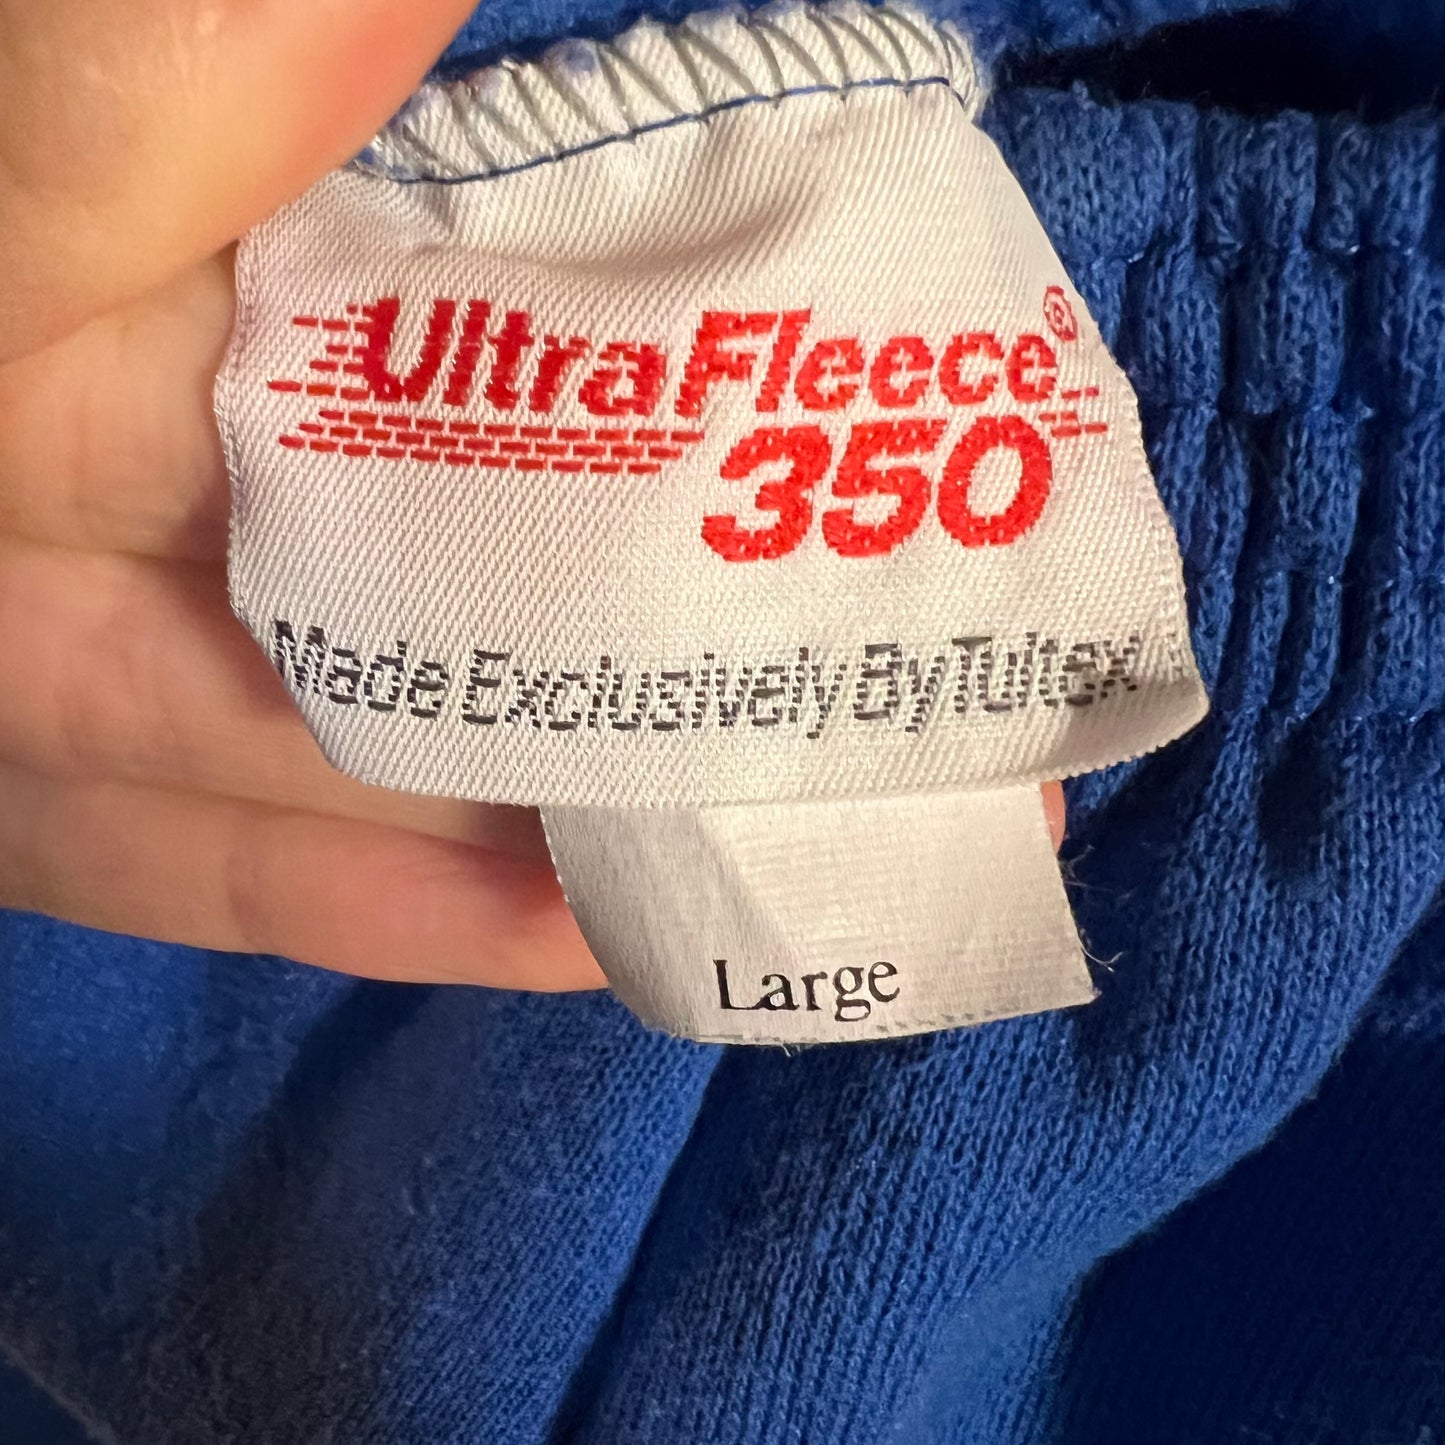 UltraFleece®
350
Made Exclusively By Tultex
Large